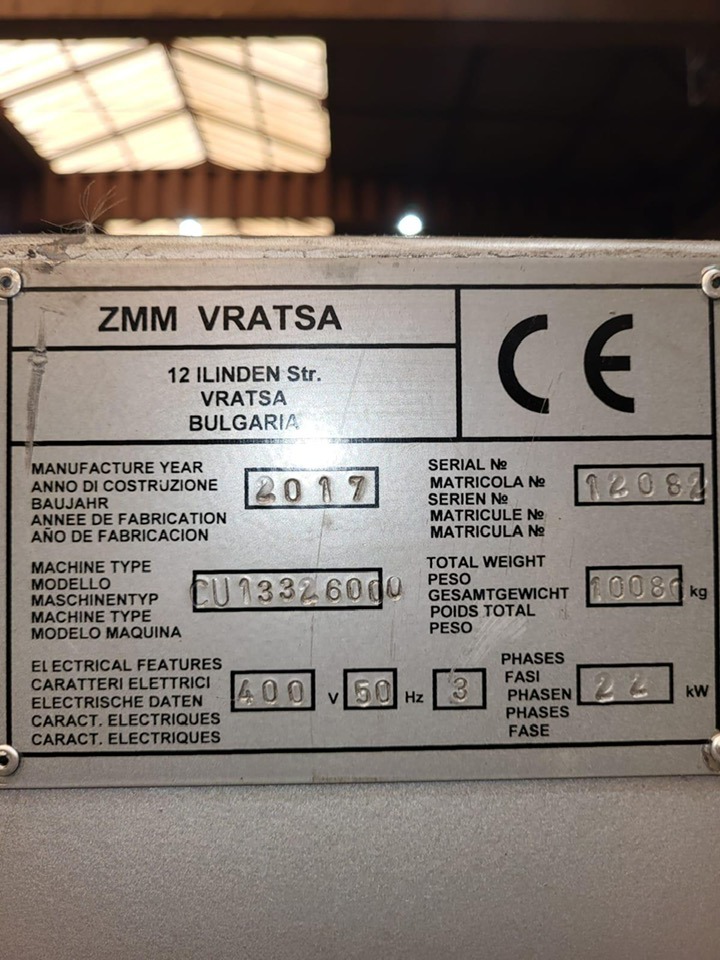 ZMM VRATSA
CE
12 ILINDEN Str.
VRATSA
BULGARIA
MANUFACTURE YEAR
ANNO DI COSTRUZIONE
BAUJAHR
ANNEE DE FABRICATION
AÑO DE FABRICACION
2017
SERIAL №
MATRICOLA №
SERIEN №
MATRICULE №
MATRICULA №
12082
MACHINE TYPE
MODELLO
MASCHINENTYP
MACHINE TYPE
MODELO MAQUINA
CU13326000
TOTAL WEIGHT
PESO
GESAMTGEWICHT
POIDS TOTAL
PESO
10080 kg
ELECTRICAL FEATURES
CARATTERI ELETTRICI
ELEKTRISCHE DATEN
CARACT. ELECTRIQUES
CARACT. ELECTRIQUES
400 V 50 Hz 3
PHASES
FASI
PHASEN
PHASES
FASE
22 kW